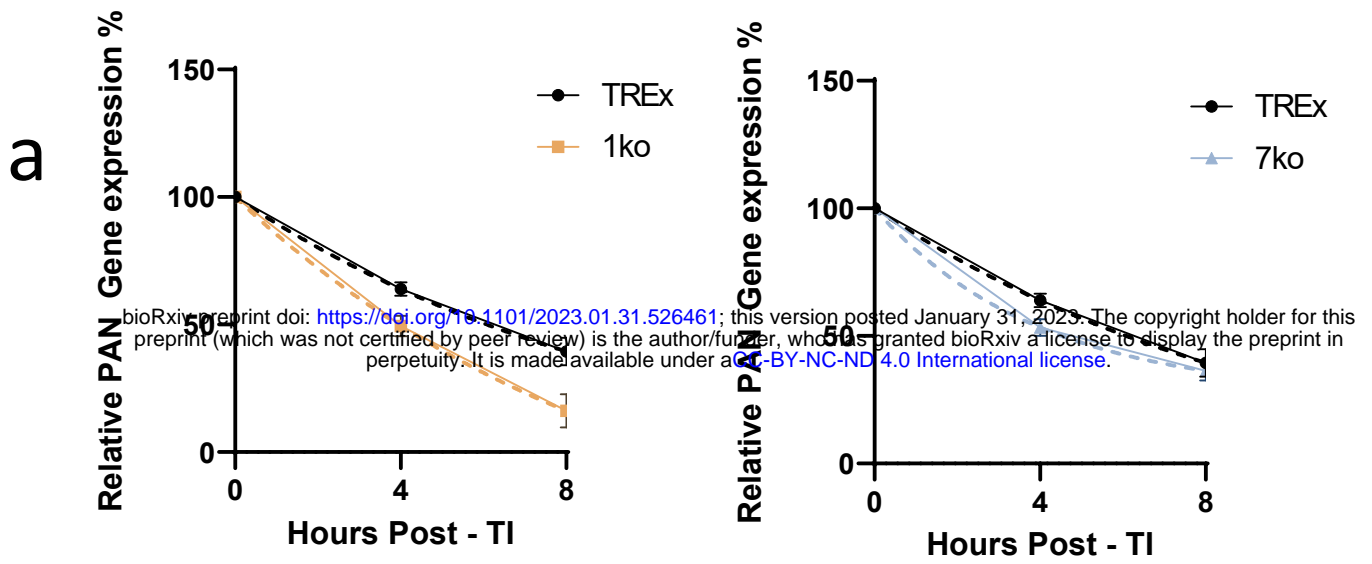 a
Relative PAN Gene expression %
150
100
50
0
0 4 8
Hours Post - TI
TREx
1ko
Relative PAN Gene expression %
150
100
50
0
0 4 8
Hours Post - TI
TREx
7ko
bioRxiv preprint doi: https://doi.org/10.1101/2023.01.31.526461; this version posted January 31, 2023. The copyright holder for this
preprint (which was not certified by peer review) is the author/funder, who has granted bioRxiv a license to display the preprint in
perpetuity. It is made available under aCC-BY-NC-ND 4.0 International license.